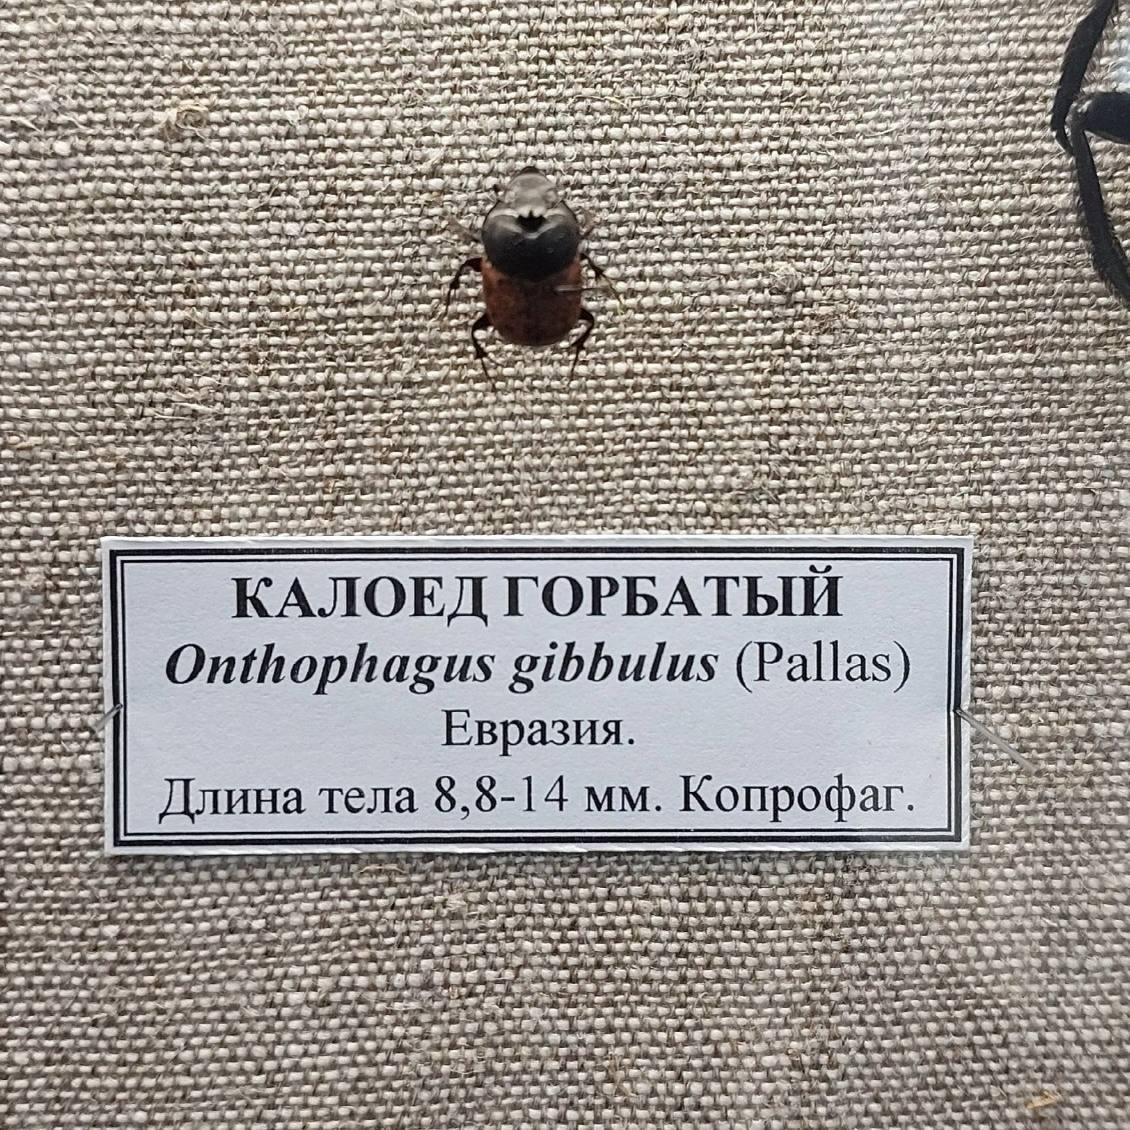 КАЛОЕД ГОРБАТЫЙ
Onthophagus gibbulus (Pallas)
Евразия.
Длина тела 8,8-14 мм. Копрофаг.